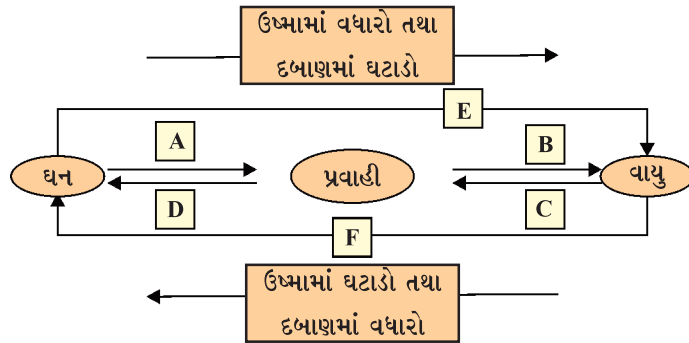 ઉષ્મામાં વધારો તથા
દબાણમાં ઘટાડો
E
A
B
ઘન
પ્રવાહી
વાયુ
D
C
F
ઉષ્મામાં ઘટાડો તથા
દબાણમાં વધારો